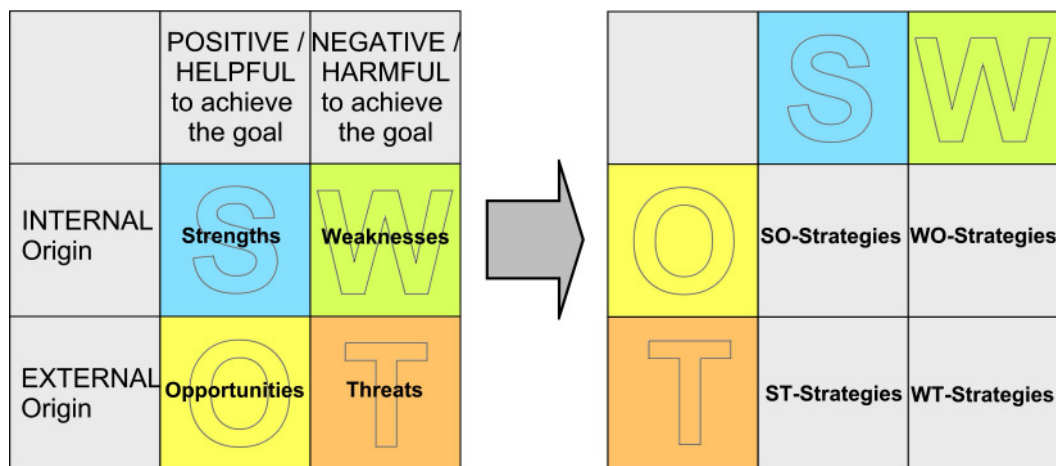 POSITIVE /
HELPFUL
to achieve
the goal
NEGATIVE /
HARMFUL
to achieve
the goal
INTERNAL
Origin
S
Strengths
W
Weaknesses
EXTERNAL
Origin
O
Opportunities
T
Threats
S
W
O
SO-Strategies
WO-Strategies
T
ST-Strategies
WT-Strategies